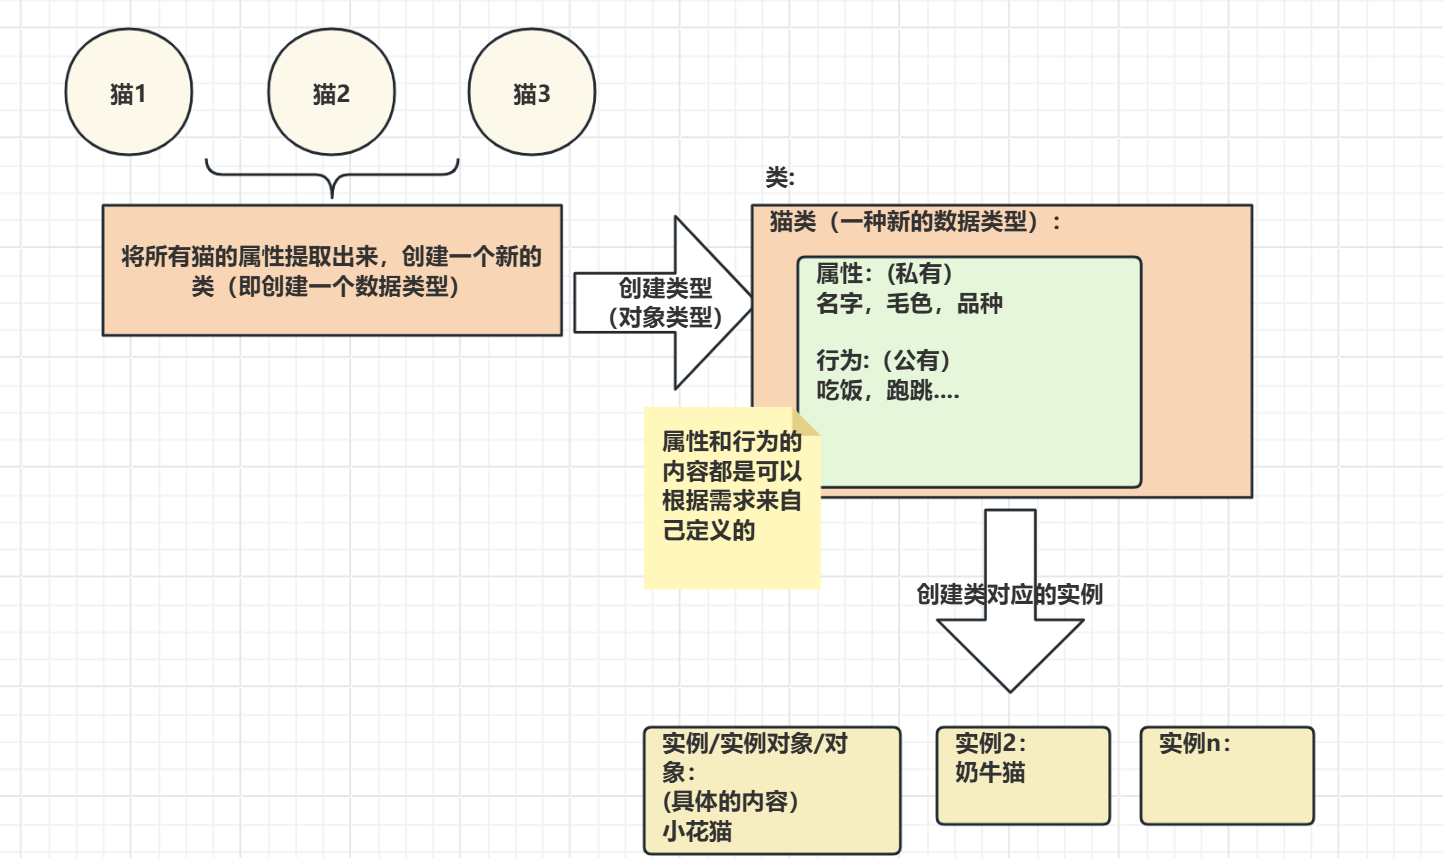 猫1
猫2
猫3
将所有猫的属性提取出来，创建一个新的
类（即创建一个数据类型）
创建类型
（对象类型）
类:
猫类（一种新的数据类型）：
属性：(私有）
名字，毛色，品种
行为:（公有）
吃饭，跑跳....
属性和行为的
内容都是可以
根据需求来自
己定义的
创建类对应的实例
实例/实例对象/对
象：
(具体的内容）
小花猫
实例2：
奶牛猫
实例n：